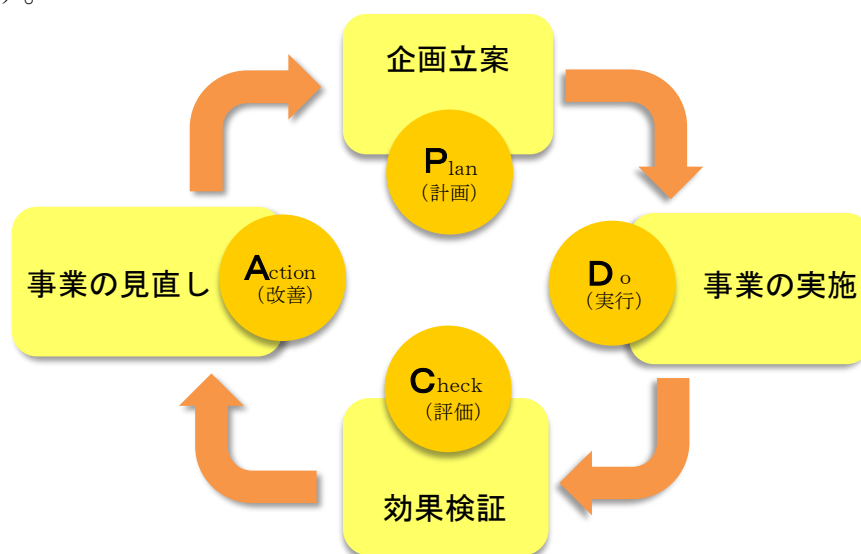 す。
企画立案
Plan
(計画)
事業の実施
D o
(実行)
Check
(評価)
効果検証
事業の見直し
Action
(改善)